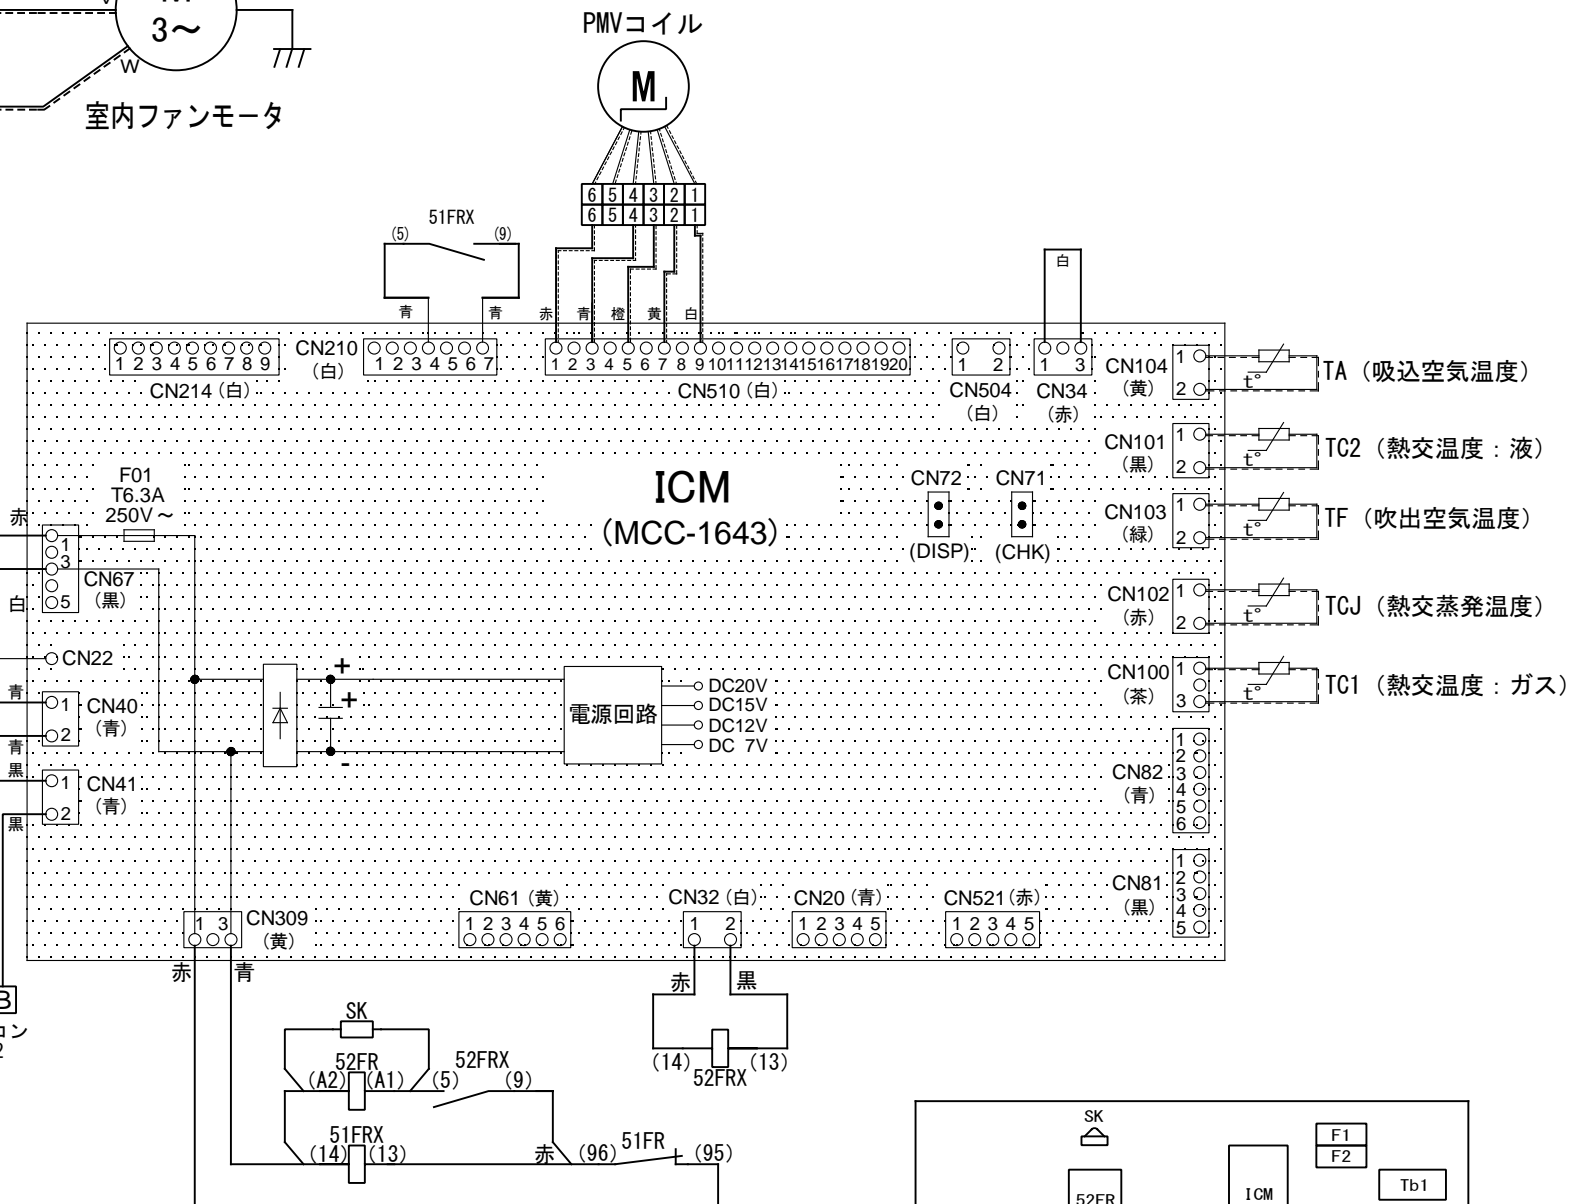 V
3～
W
室内ファンモータ
PMVコイル
M
6 5 4 3 2 1
6 5 4 3 2 1
51FRX
(5) (9)
青 青
赤 青 橙 黄 白
白
1 2 3 4 5 6 7 8 9
CN214 (白)
CN210
(白)
1 2 3 4 5 6 7
1 2 3 4 5 6 7 8 9 10 11 12 13 14 15 16 17 18 19 20
CN510 (白)
1 2
CN504
(白)
1 3
CN34
(赤)
CN104
(黄)
1
2
t°
TA (吸込空気温度)
CN101
(黒)
1
2
t°
TC2 (熱交温度：液)
CN103
(緑)
1
2
t°
TF (吹出空気温度)
CN102
(赤)
1
2
t°
TCJ (熱交蒸発温度)
CN100
(茶)
1
3
t°
TC1 (熱交温度：ガス)
CN82
(青)
1
2
3
4
5
6
CN81
(黒)
1
2
3
4
5
ICM
(MCC-1643)
CN72
(DISP)
CN71
(CHK)
F01
T6.3A
250V～
赤
白
1
3
5
CN67
(黒)
CN22
青
青
1
2
CN40
(青)
黒
黒
1
2
CN41
(青)
+
+
-
電源回路
DC20V
DC15V
DC12V
DC 7V
1 3
CN309
(黄)
赤 青
CN61 (黄)
1 2 3 4 5 6
CN32 (白)
1 2
赤 黒
(14) (13)
52FRX
CN20 (青)
1 2 3 4 5
CN521 (赤)
1 2 3 4 5
B
コン
2
SK
52FR
(A2) (A1)
52FRX
(5) (9)
51FRX
(14) (13)
赤
51FR
(96) (95)
SK
52FR
ICM
F1
F2
Tb1